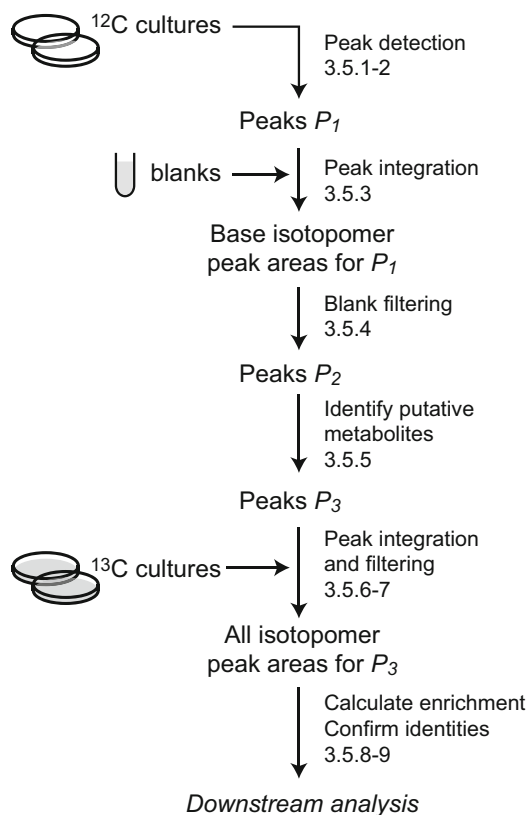 ¹²C cultures
Peak detection
3.5.1-2
Peaks P₁
blanks
Peak integration
3.5.3
Base isotopomer
peak areas for P₁
Blank filtering
3.5.4
Peaks P₂
Identify putative
metabolites
3.5.5
Peaks P₃
¹³C cultures
Peak integration
and filtering
3.5.6-7
All isotopomer
peak areas for P₃
Calculate enrichment
Confirm identities
3.5.8-9
Downstream analysis